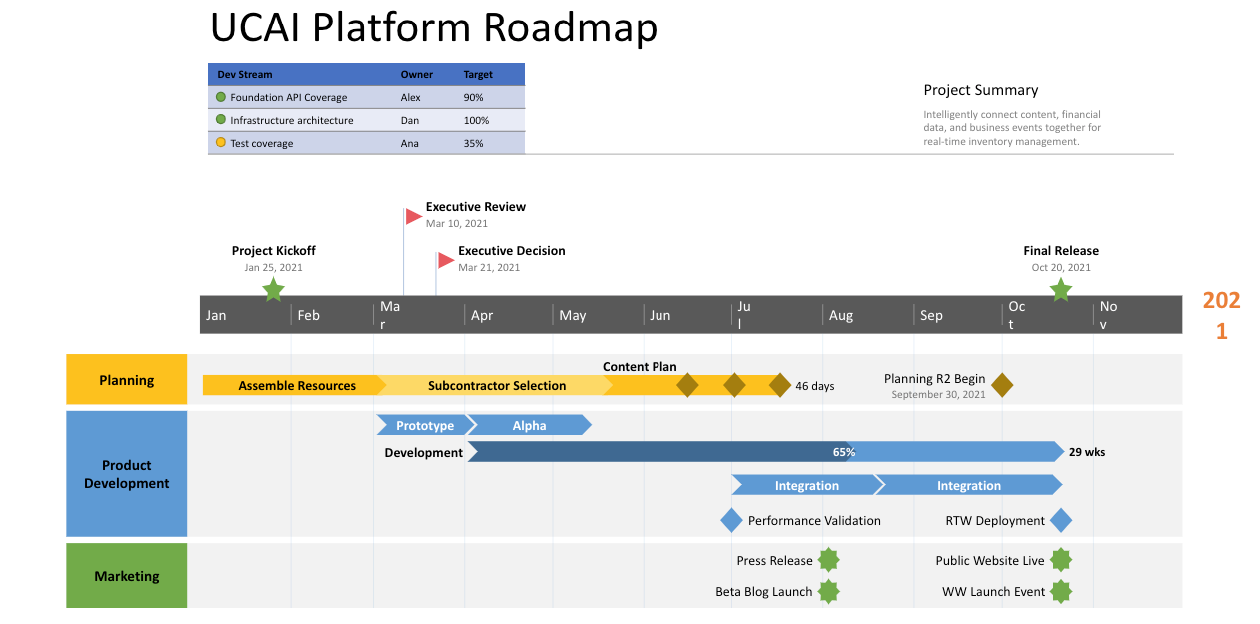 UCAI Platform Roadmap
Dev Stream Owner Target
Foundation API Coverage Alex 90%
Infrastructure architecture Dan 100%
Test coverage Ana 35%
Project Summary
Intelligently connect content, financial
data, and business events together for
real-time inventory management.
Executive Review
Mar 10, 2021
Project Kickoff
Jan 25, 2021
Executive Decision
Mar 21, 2021
Final Release
Oct 20, 2021
Jan Feb Ma
r Apr May Jun Ju
l Aug Sep Oc
t No
v
202
1
Planning
Content Plan
Assemble Resources Subcontractor Selection 46 days
Planning R2 Begin
September 30, 2021
Product
Development
Prototype Alpha
Development 65% 29 wks
Integration Integration
Performance Validation RTW Deployment
Marketing
Press Release Public Website Live
Beta Blog Launch WW Launch Event